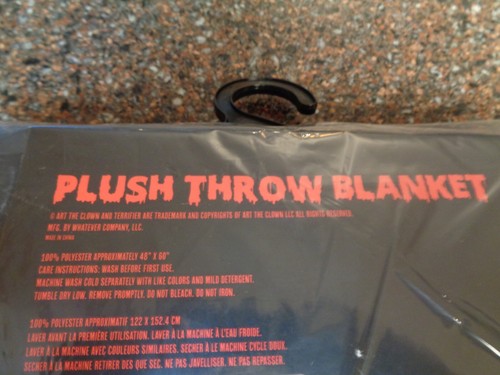 PLUSH THROW BLANKET
© ART THE CLOWN AND TERRIFIER ARE TRADEMARK AND COPYRIGHTS OF ART THE CLOWN LLC ALL RIGHTS RESERVED.
MFG. BY WHATEVER COMPANY, LLC.
MADE IN CHINA
100% POLYESTER APPROXIMATELY 48" X 60"
CARE INSTRUCTIONS: WASH BEFORE FIRST USE.
MACHINE WASH COLD SEPARATELY WITH LIKE COLORS AND MILD DETERGENT.
TUMBLE DRY LOW. REMOVE PROMPTLY. DO NOT BLEACH. DO NOT IRON.
100% POLYESTER APPROXIMATIF 122 X 152.4 CM
LAVER AVANT LA PREMIÈRE UTILISATION. LAVER À LA MACHINE À L'EAU FROIDE.
LAVER À LA MACHINE AVEC COULEURS SIMILAIRES. SECHER À LE MACHINE CYCLE DOUX.
SECHER À LA MACHINE RETIRER DES QUE SEC. NE PAS JAVELLISER. NE PAS REPASSER.